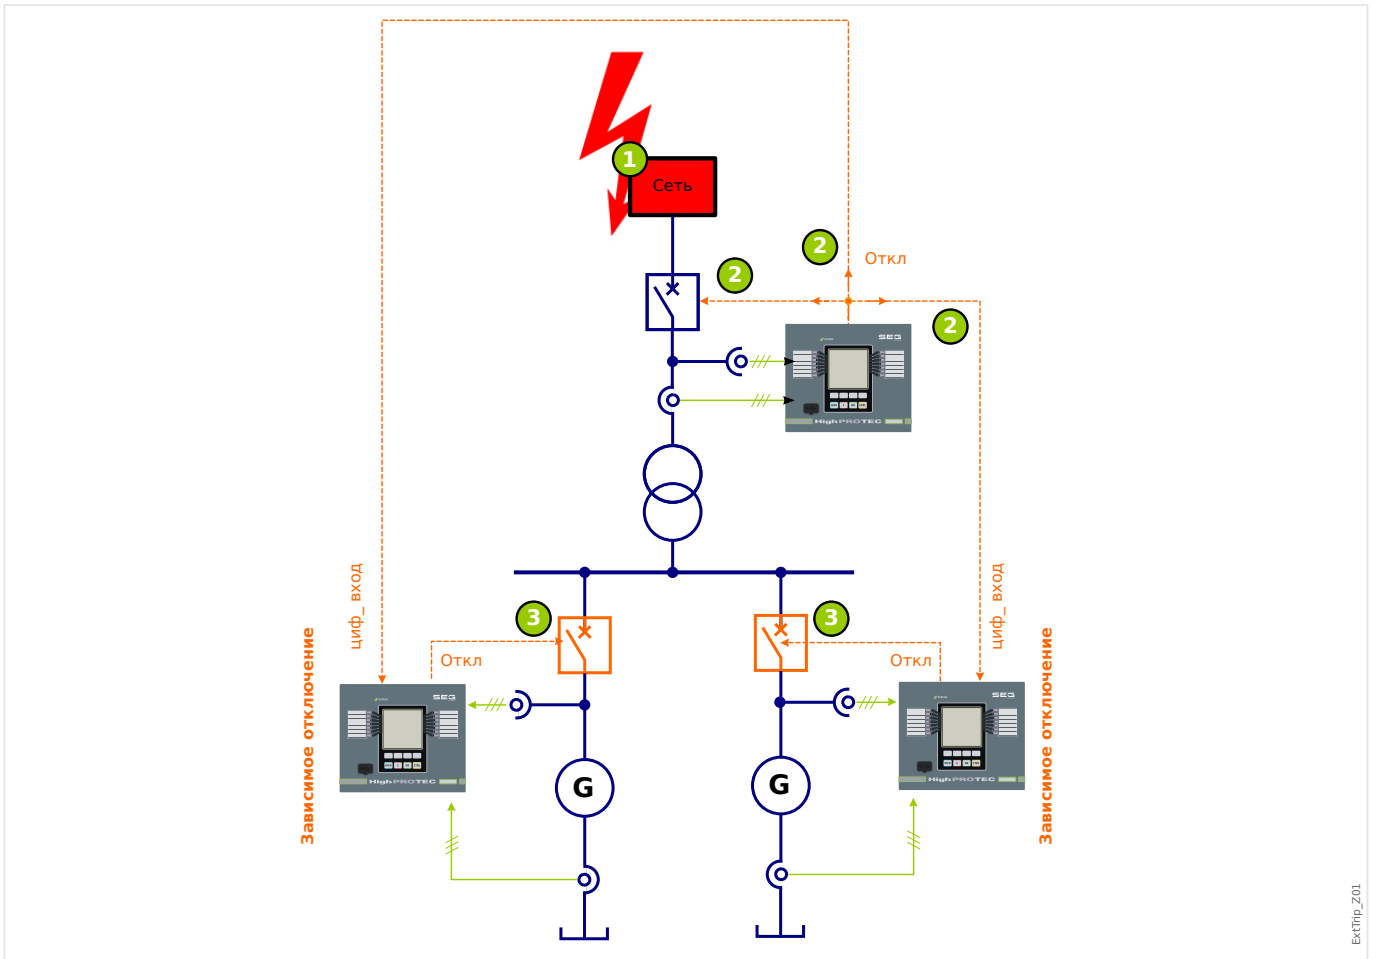 1
Сеть
2
Откл
2
2
SEG
HighPROTEC
циф_ вход
циф_ вход
3
3
Откл
Откл
Зависимое отключение
Зависимое отключение
SEG
SEG
HighPROTEC
HighPROTEC
G
G
ExtTrip_Z01